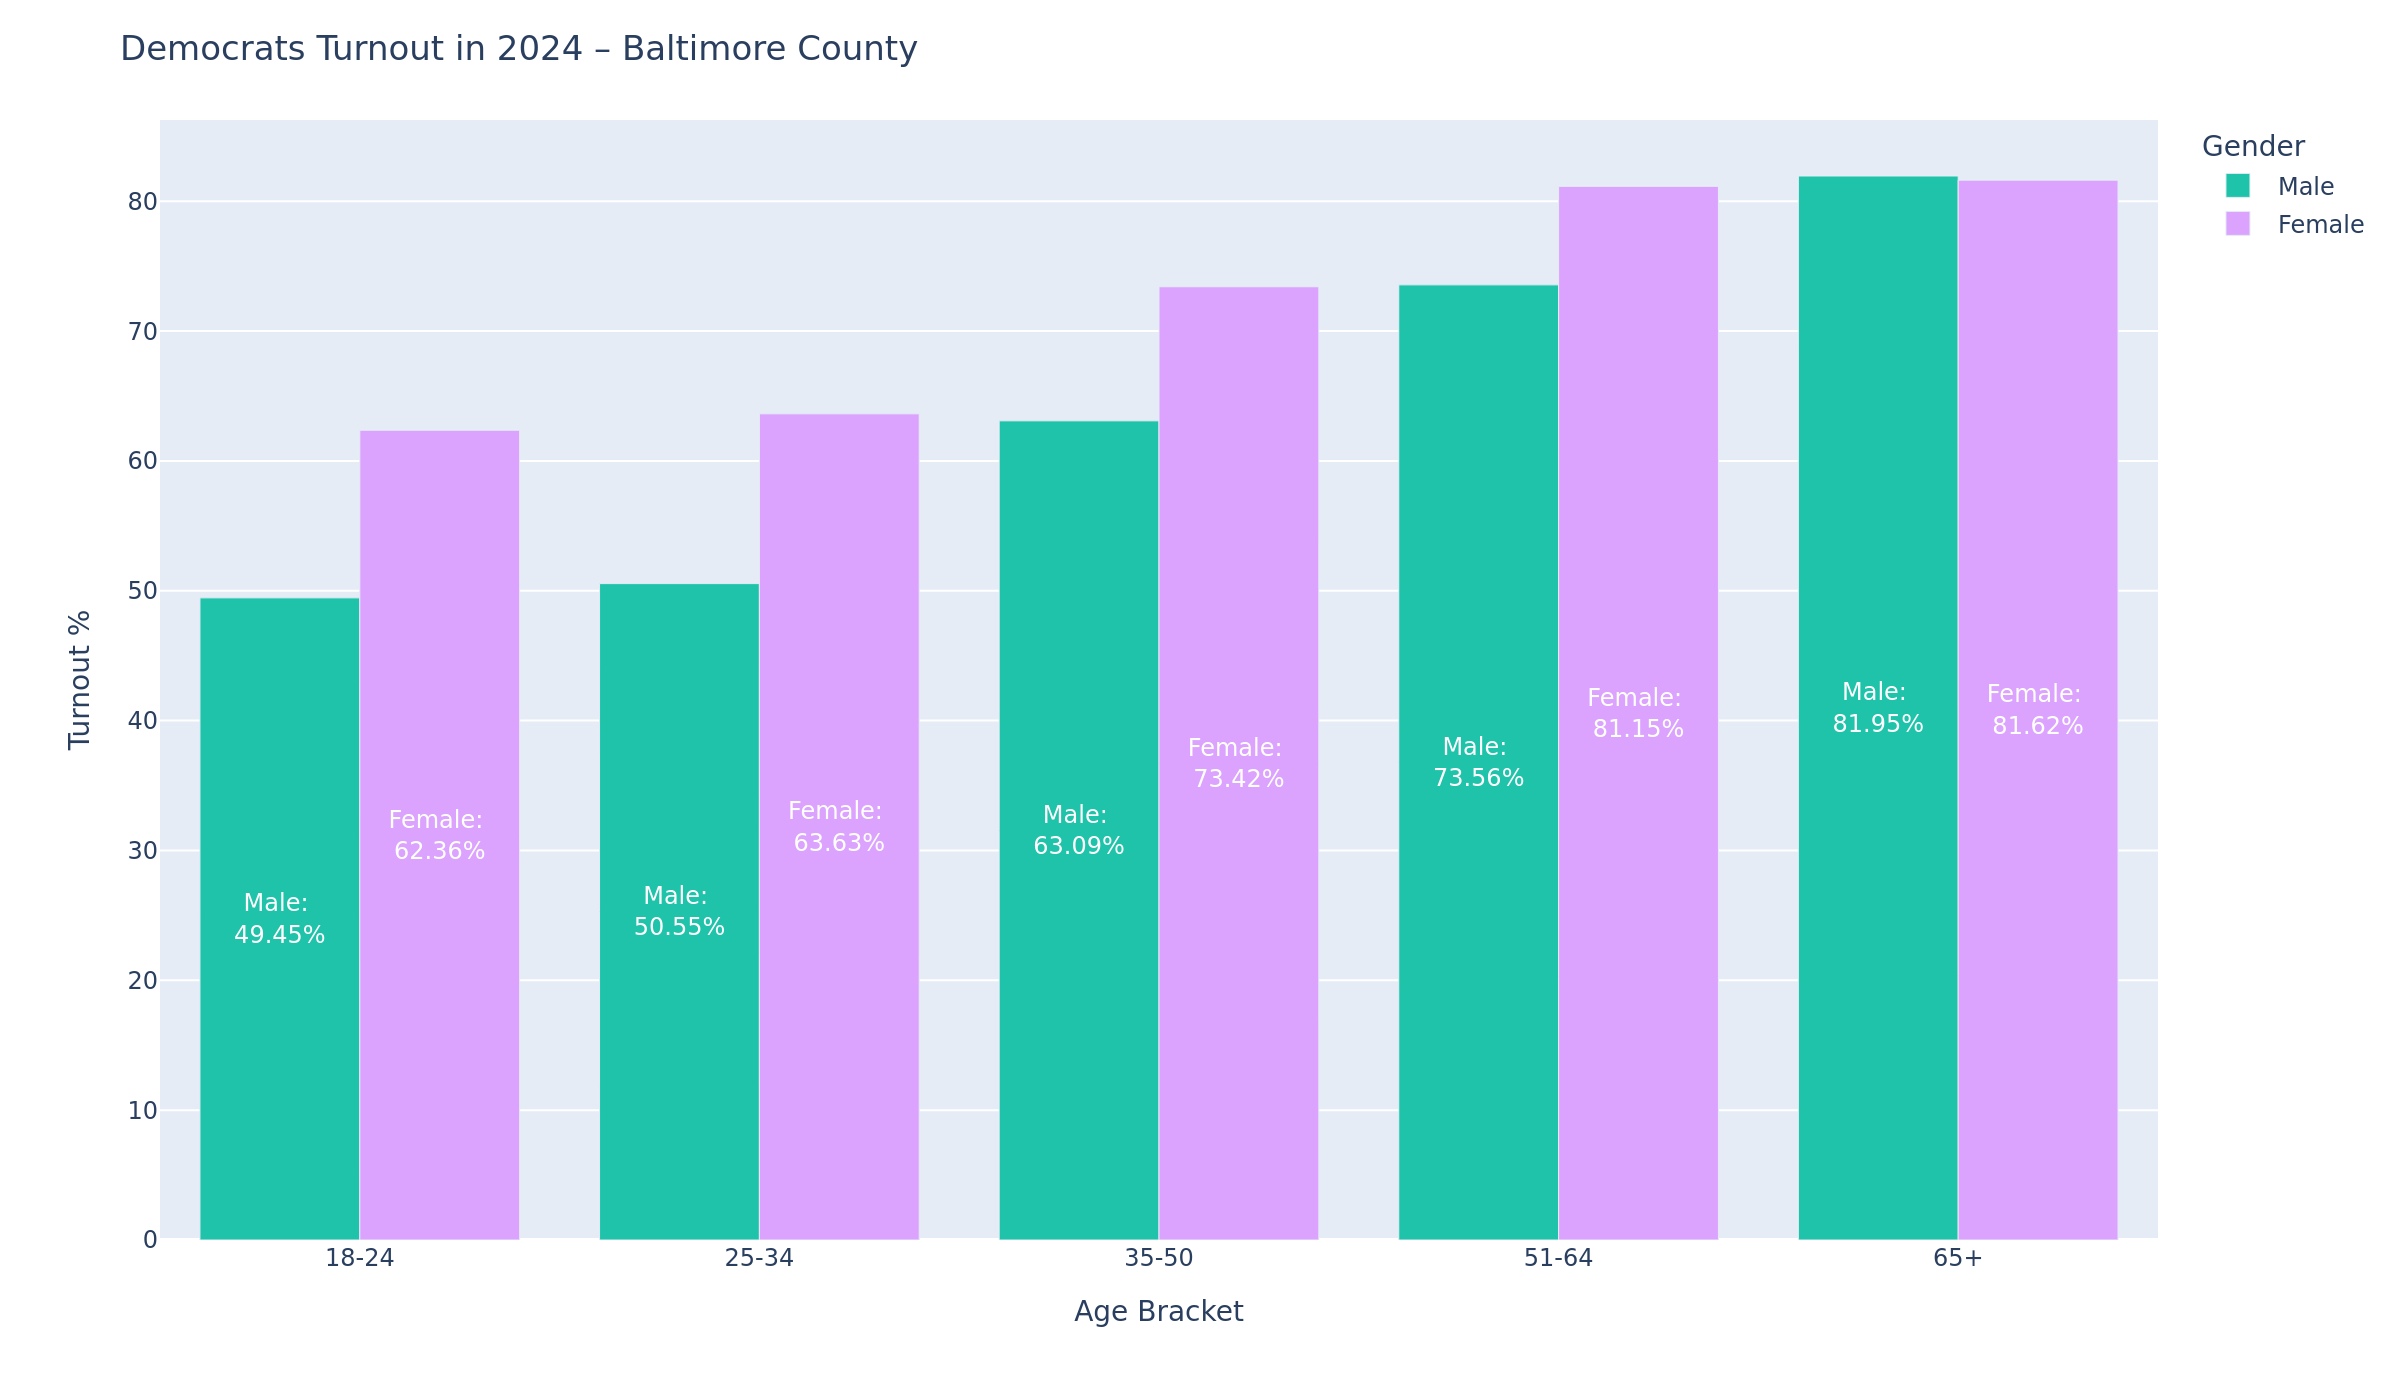 Democrats Turnout in 2024 – Baltimore County
Gender
Male
Female
Turnout %
80
70
60
50
40
30
20
10
0
Male:
49.45%
Female:
62.36%
Male:
50.55%
Female:
63.63%
Male:
63.09%
Female:
73.42%
Male:
73.56%
Female:
81.15%
Male:
81.95%
Female:
81.62%
18-24
25-34
35-50
51-64
65+
Age Bracket